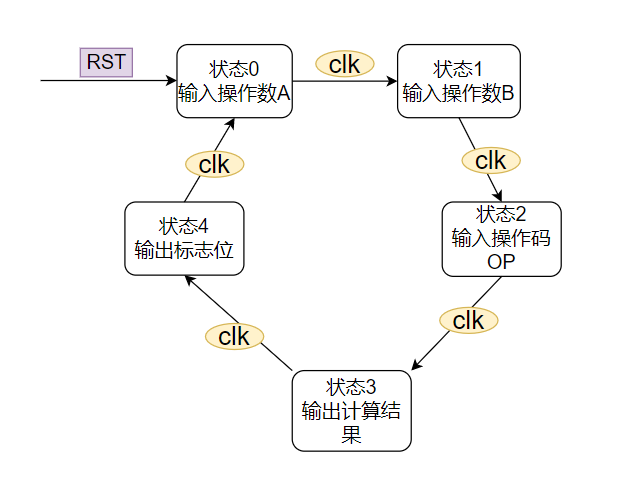 RST
状态0
输入操作数A
clk
状态1
输入操作数B
clk
clk
状态4
输出标志位
状态2
输入操作码
OP
clk
clk
状态3
输出计算结
果